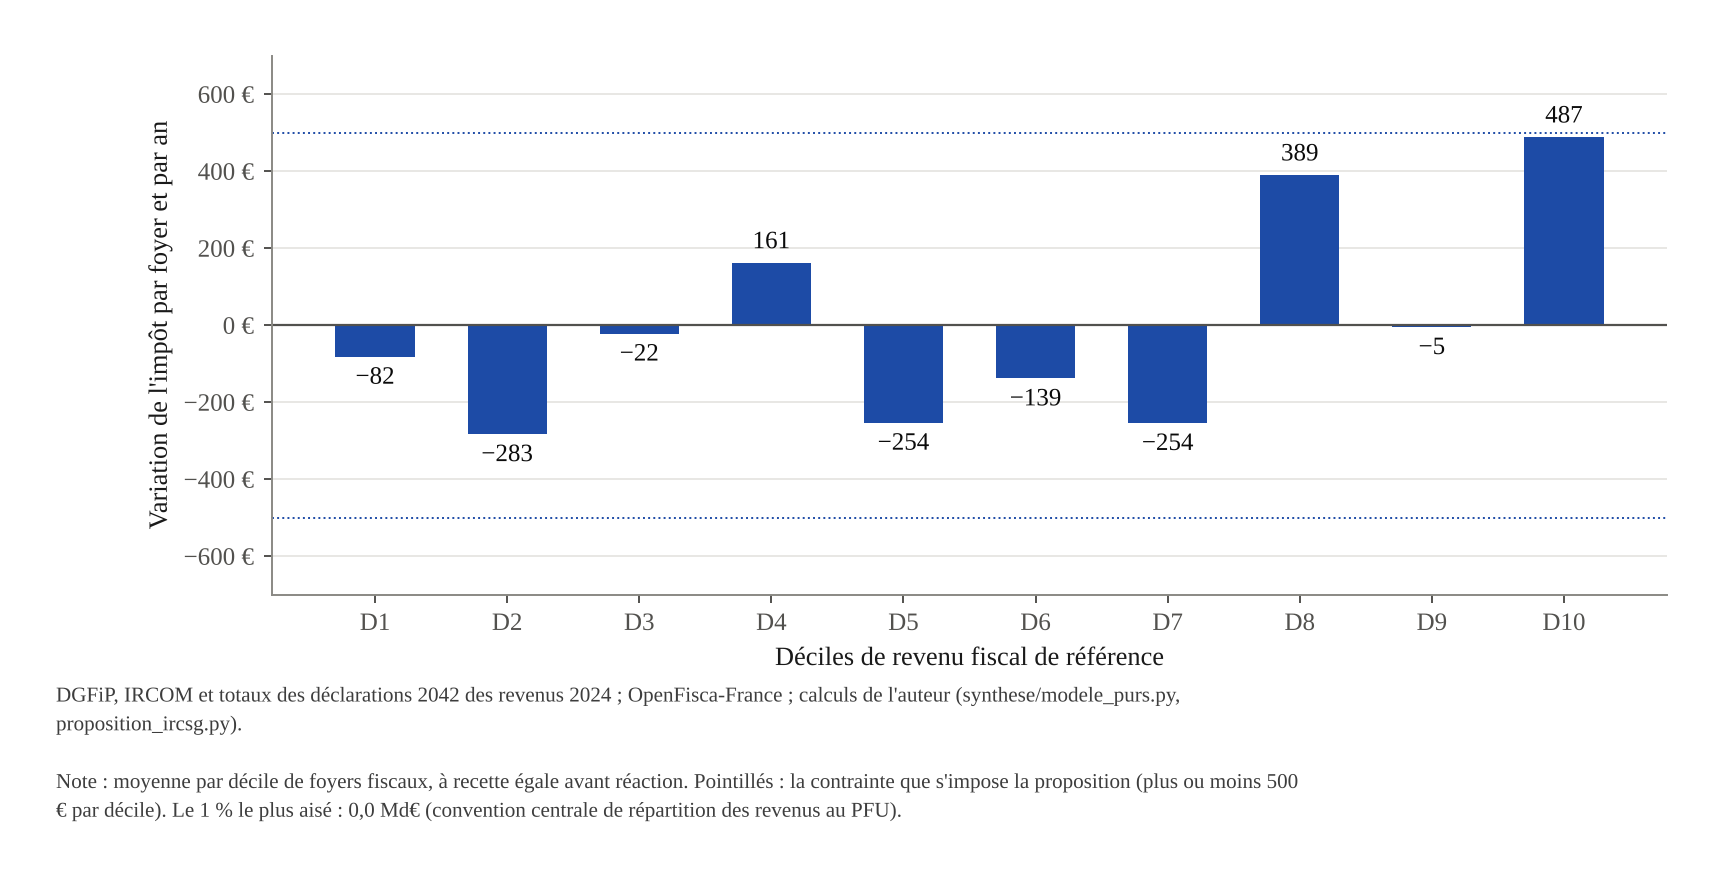 600 €
400 €
200 €
0 €
−200 €
−400 €
−600 €
Variation de l'impôt par foyer et par an
−82
−283
−22
161
−254
−139
−254
389
−5
487
D1 D2 D3 D4 D5 D6 D7 D8 D9 D10
Déciles de revenu fiscal de référence
DGFiP, IRCOM et totaux des déclarations 2042 des revenus 2024 ; OpenFisca-France ; calculs de l'auteur (synthese/modele_purs.py,
proposition_ircsg.py).
Note : moyenne par décile de foyers fiscaux, à recette égale avant réaction. Pointillés : la contrainte que s'impose la proposition (plus ou moins 500
€ par décile). Le 1 % le plus aisé : 0,0 Md€ (convention centrale de répartition des revenus au PFU).